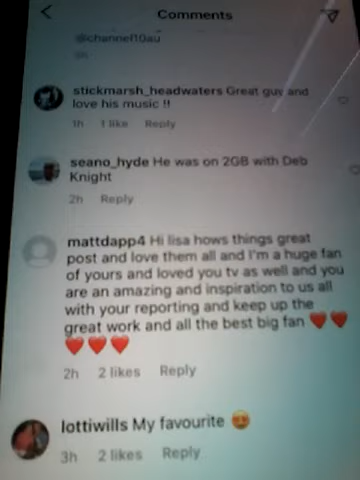 Comments
@channel10au
stickmarsh_headwaters Great guy and
love his music !!
1h 1 like Reply
seano_hyde He was on 2GB with Deb
Knight
2h Reply
mattdapp4 Hi lisa hows things great
post and love them all and I'm a huge fan
of yours and loved you tv as well and you
are an amazing and inspiration to us all
with your reporting and keep up the
great work and all the best big fan ❤️❤️
❤️❤️❤️
2h 2 likes Reply
lottiwills My favourite 😍
3h 2 likes Reply